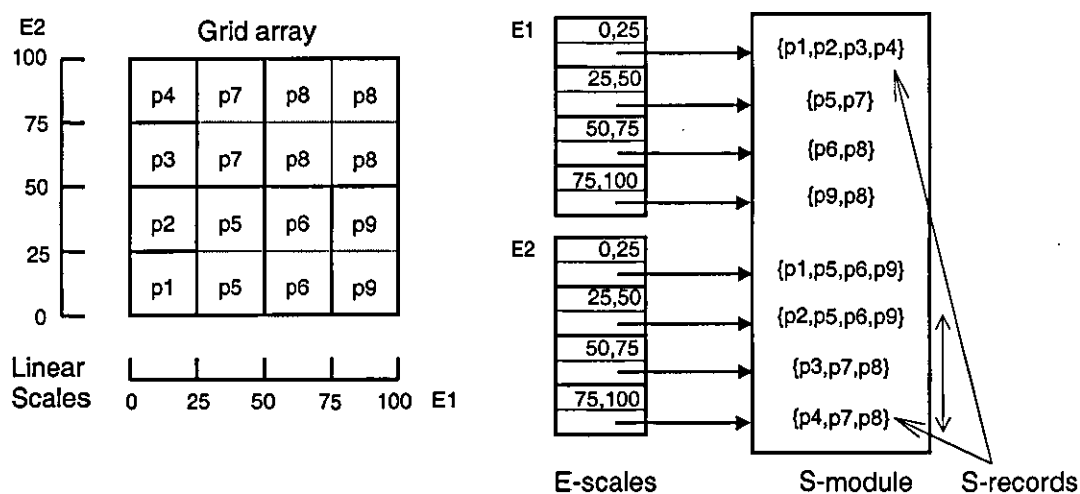 E2
Grid array
100
75
50
25
0
p4 p7 p8 p8
p3 p7 p8 p8
p2 p5 p6 p9
p1 p5 p6 p9
Linear
Scales
0 25 50 75 100 E1
E1
0,25
25,50
50,75
75,100
E2
0,25
25,50
50,75
75,100
E-scales
{p1,p2,p3,p4}
{p5,p7}
{p6,p8}
{p9,p8}
{p1,p5,p6,p9}
{p2,p5,p6,p9}
{p3,p7,p8}
{p4,p7,p8}
S-module
S-records